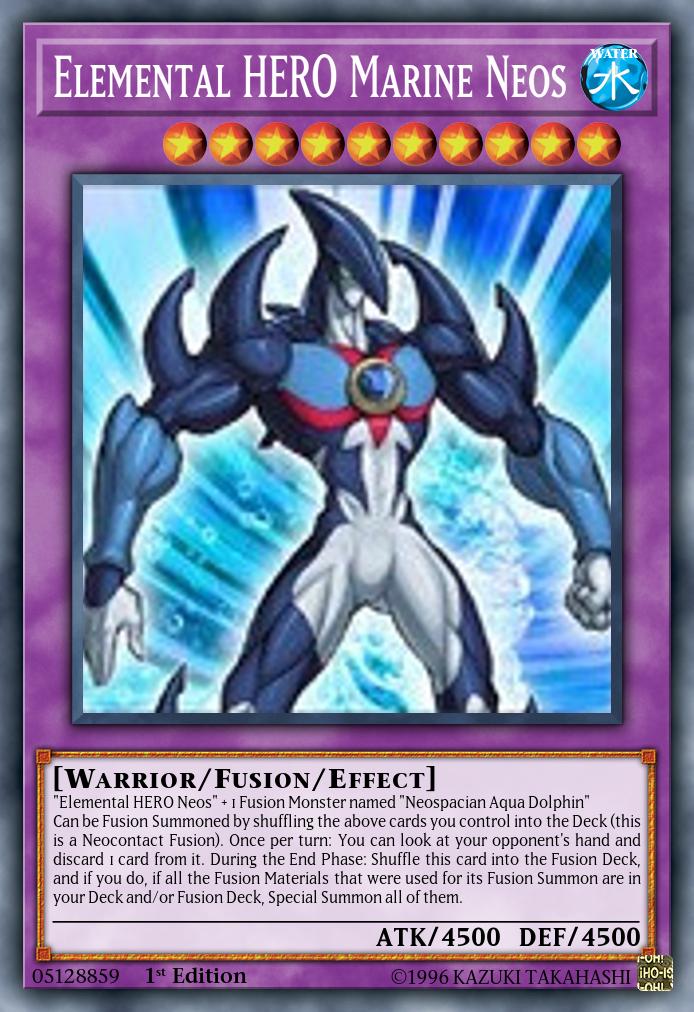 Elemental HERO Marine Neos
WATER
水
[Warrior/Fusion/Effect]
"Elemental HERO Neos" + 1 Fusion Monster named "Neospacian Aqua Dolphin"
Can be Fusion Summoned by shuffling the above cards you control into the Deck (this
is a Neocontact Fusion). Once per turn: You can look at your opponent's hand and
discard 1 card from it. During the End Phase: Shuffle this card into the Fusion Deck,
and if you do, if all the Fusion Materials that were used for its Fusion Summon are in
your Deck and/or Fusion Deck, Special Summon all of them.
ATK/4500 DEF/4500
05128859 1st Edition ©1996 KAZUKI TAKAHASHI